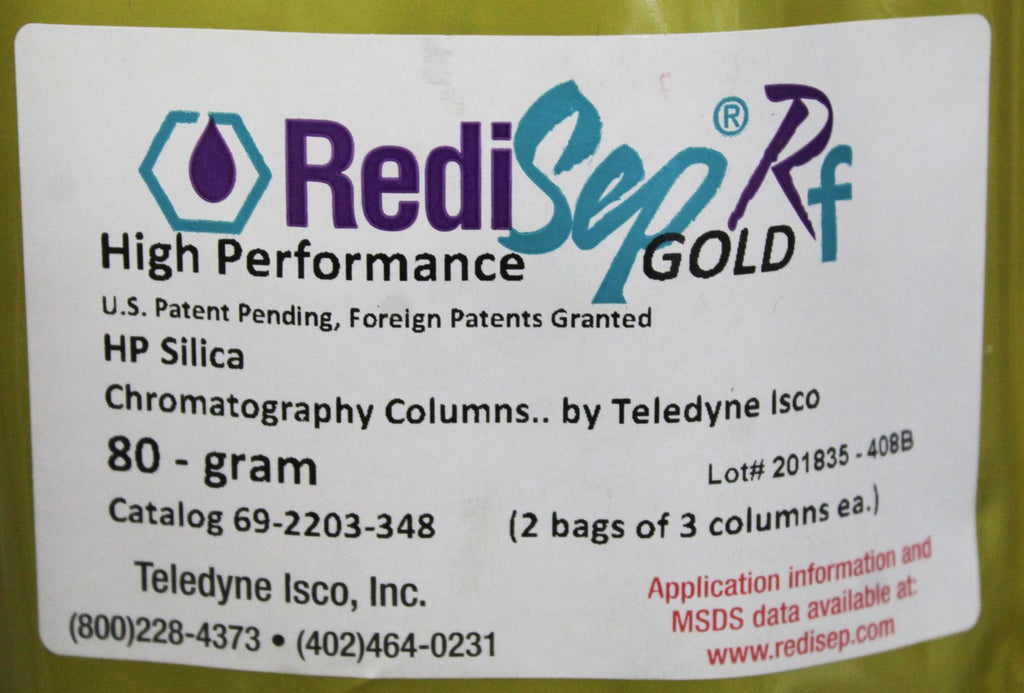 RediSep® Rf
High Performance GOLD
U.S. Patent Pending, Foreign Patents Granted
HP Silica
Chromatography Columns.. by Teledyne Isco
80 - gram
Lot# 201835 - 408B
Catalog 69-2203-348 (2 bags of 3 columns ea.)
Teledyne Isco, Inc.
(800)228-4373 • (402)464-0231
Application information and
MSDS data available at:
www.redisep.com